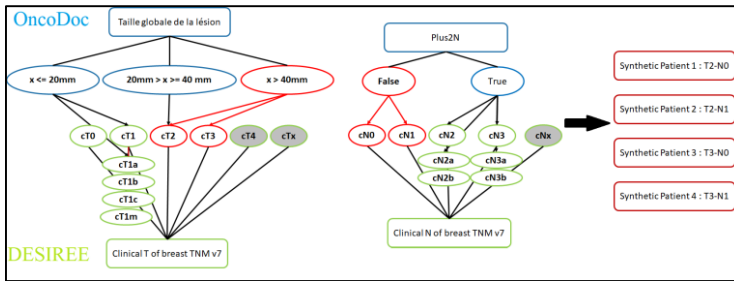 OncoDoc
Taille globale de la lésion
x <= 20mm
20mm > x >= 40 mm
x > 40mm
cT0
cT1
cT2
cT3
cT4
cTx
cT1a
cT1b
cT1c
cT1m
Clinical T of breast TNM v7
DESIREE
Plus2N
False
True
cN0
cN1
cN2
cN3
cNx
cN2a
cN3a
cN2b
cN3b
Clinical N of breast TNM v7
Synthetic Patient 1 : T2-N0
Synthetic Patient 2 : T2-N1
Synthetic Patient 3 : T3-N0
Synthetic Patient 4 : T3-N1